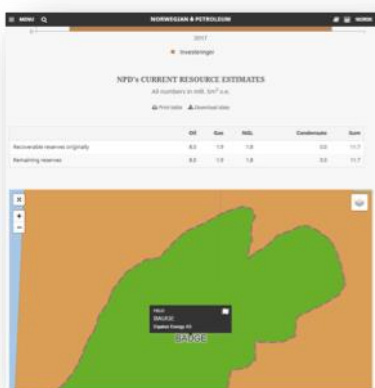 MENU NORWEGIAN PETROLEUM NORSK
0
2017
Investeringer
NPD's CURRENT RESOURCE ESTIMATES
All numbers in mill. Sm³ o.e.
Print table Download data
Oil Gas NGL Condensate Sum
Recoverable reserves originally 8.0 1.9 1.8 0.0 11.7
Remaining reserves 8.0 1.9 1.8 0.0 11.7
+
−
FIELD
BAUGE
Equinor Energy AS
BAUGE